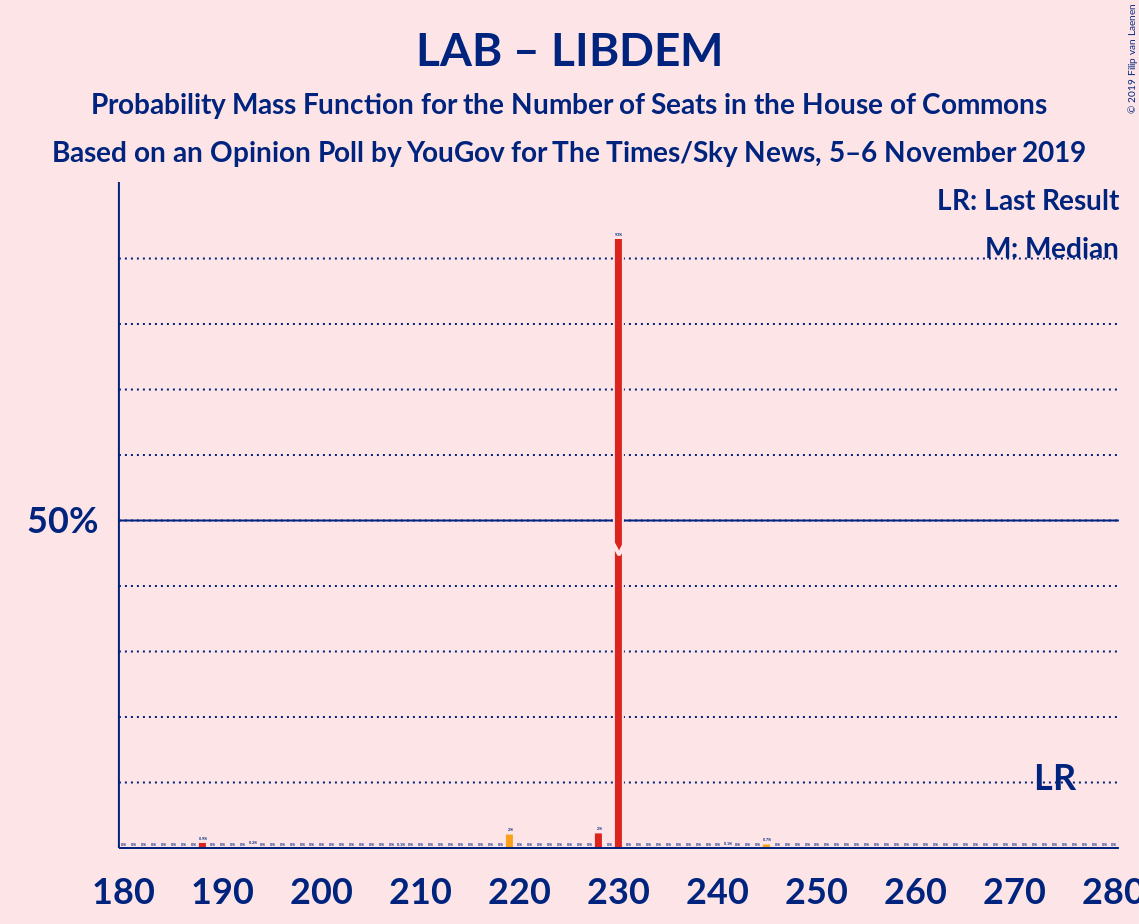 LAB – LIBDEM
Probability Mass Function for the Number of Seats in the House of Commons
Based on an Opinion Poll by YouGov for The Times/Sky News, 5–6 November 2019
© 2019 Filip van Laenen
LR: Last Result
M: Median
50%
LR
180 190 200 210 220 230 240 250 260 270 280